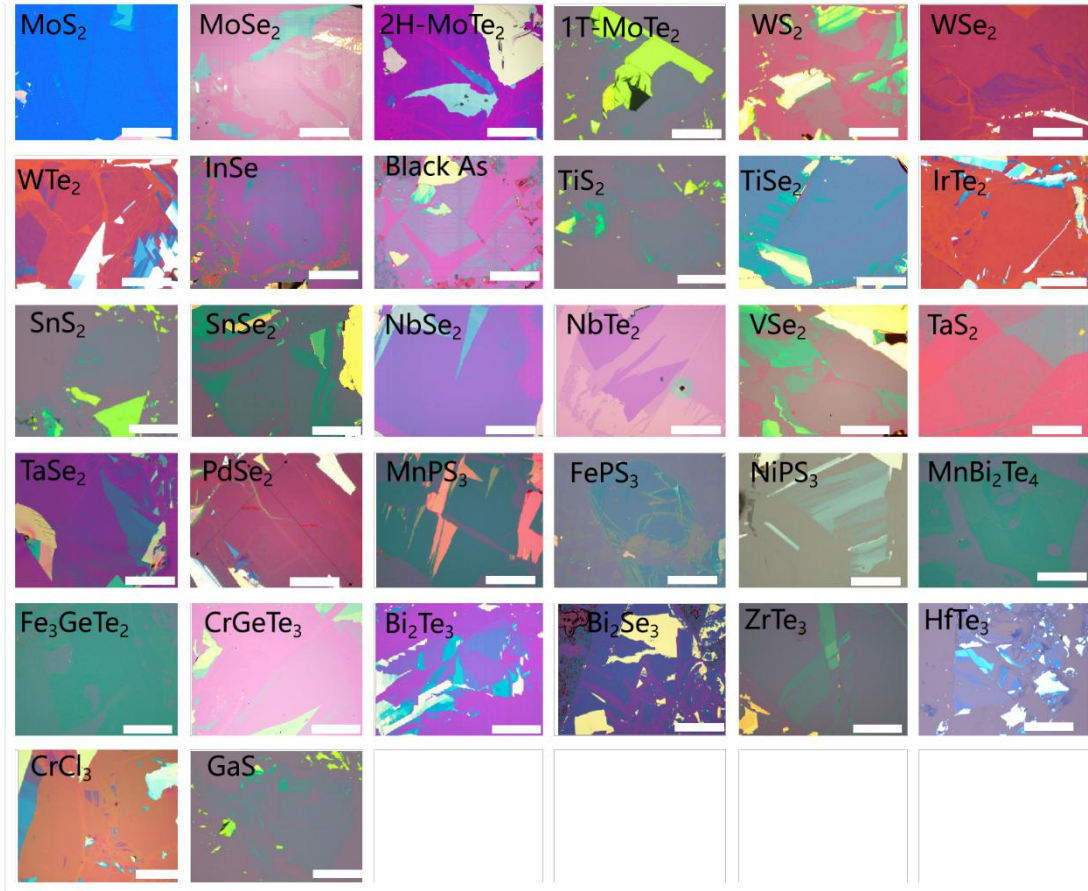 MoS₂ MoSe₂ 2H-MoTe₂ 1T-MoTe₂ WS₂ WSe₂
WTe₂ InSe Black As TiS₂ TiSe₂ IrTe₂
SnS₂ SnSe₂ NbSe₂ NbTe₂ VSe₂ TaS₂
TaSe₂ PdSe₂ MnPS₃ FePS₃ NiPS₃ MnBi₂Te₄
Fe₃GeTe₂ CrGeTe₃ Bi₂Te₃ Bi₂Se₃ ZrTe₃ HfTe₃
CrCl₃ GaS